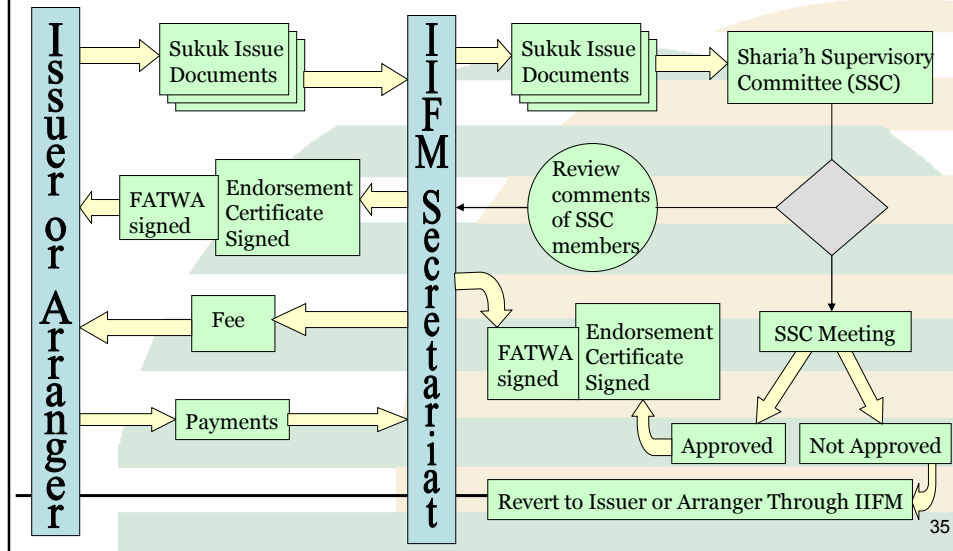 Issuer or Arranger
Sukuk Issue
Documents
IIFM Secretariat
Sukuk Issue
Documents
Sharia’h Supervisory
Committee (SSC)
FATWA
signed
Endorsement
Certificate
Signed
Review
comments
of SSC
members
Fee
FATWA
signed
Endorsement
Certificate
Signed
SSC Meeting
Payments
Approved
Not Approved
Revert to Issuer or Arranger Through IIFM
35